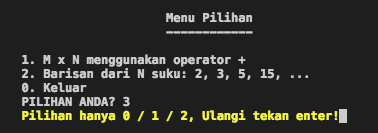 Menu Pilihan
------------
1. M x N menggunakan operator +
2. Barisan dari N suku: 2, 3, 5, 15, ...
0. Keluar
PILIHAN ANDA? 3
Pilihan hanya 0 / 1 / 2, Ulangi tekan enter!